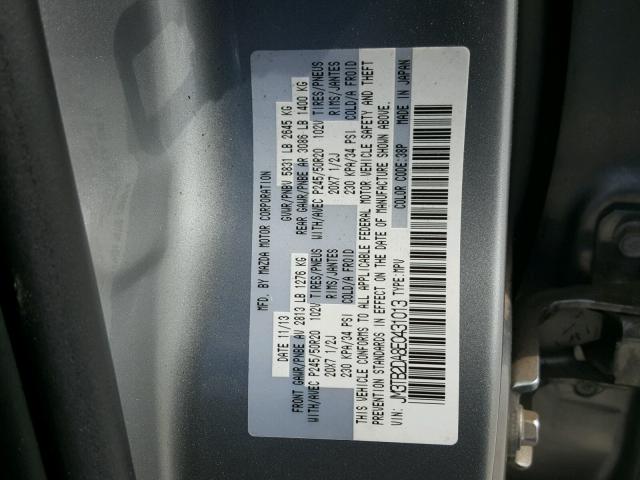 MFD. BY MAZDA MOTOR CORPORATION
DATE 11/13 GVWR/PNBV 5831 LB 2645 KG
FRONT GAWR/PNBE AV 2813 LB 1276 KG REAR GAWR/PNBE AR 3086 LB 1400 KG
WITH/AVEC P245/50R20 102V TIRES/PNEUS WITH/AVEC P245/50R20 102V TIRES/PNEUS
20X7 1/2J RIMS/JANTES 20X7 1/2J RIMS/JANTES
230 KPA/34 PSI COLD/A FROID 230 KPA/34 PSI COLD/A FROID
THIS VEHICLE CONFORMS TO ALL APPLICABLE FEDERAL MOTOR VEHICLE SAFETY AND THEFT
PREVENTION STANDARDS IN EFFECT ON THE DATE OF MANUFACTURE SHOWN ABOVE.
VIN: JM3TB2DA8E0431013 TYPE:MPV COLOR CODE:38P MADE IN JAPAN